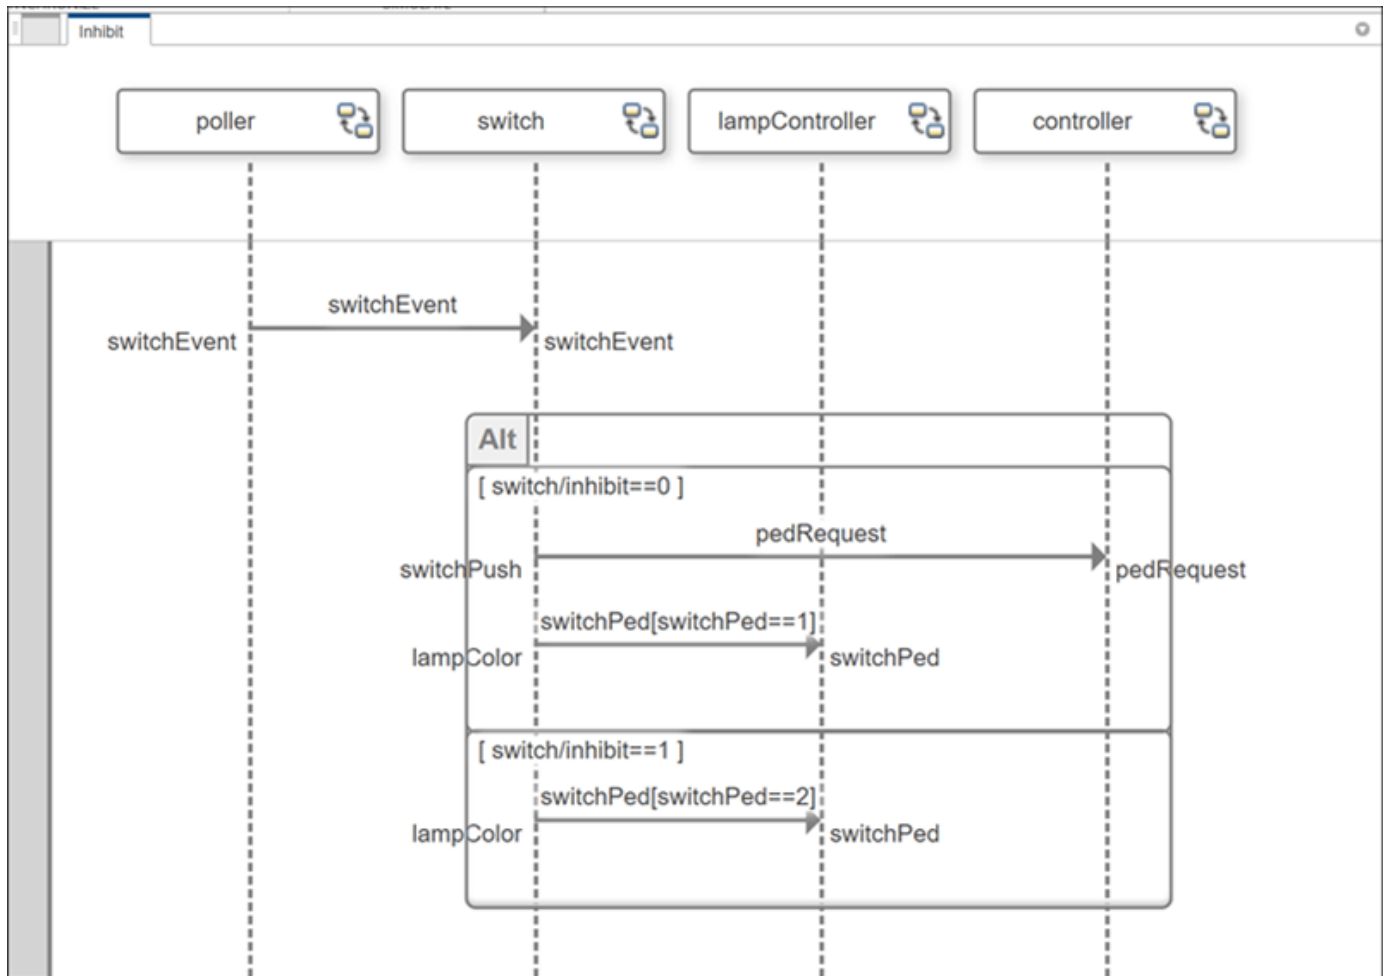 Inhibit
poller
switch
lampController
controller
switchEvent
switchEvent
switchEvent
Alt
[ switch/inhibit==0 ]
pedRequest
switchPush
pedRequest
switchPed[switchPed==1]
lampColor
switchPed
[ switch/inhibit==1 ]
switchPed[switchPed==2]
lampColor
switchPed